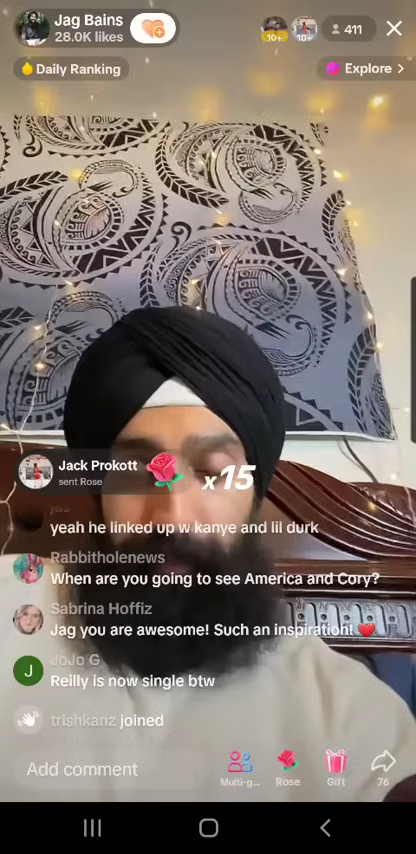 Jag Bains
28.0K likes
10+
10+
411
Daily Ranking
Explore >
Jack Prokott
sent Rose
x15
yeah he linked up w kanye and lil durk
Rabbitholenews
When are you going to see America and Cory?
Sabrina Hoffiz
Jag you are awesome! Such an inspiration! ❤️
J
JoJo G
Reilly is now single btw
trishkanz joined
Add comment
Multi-g...
Rose
Gift
76